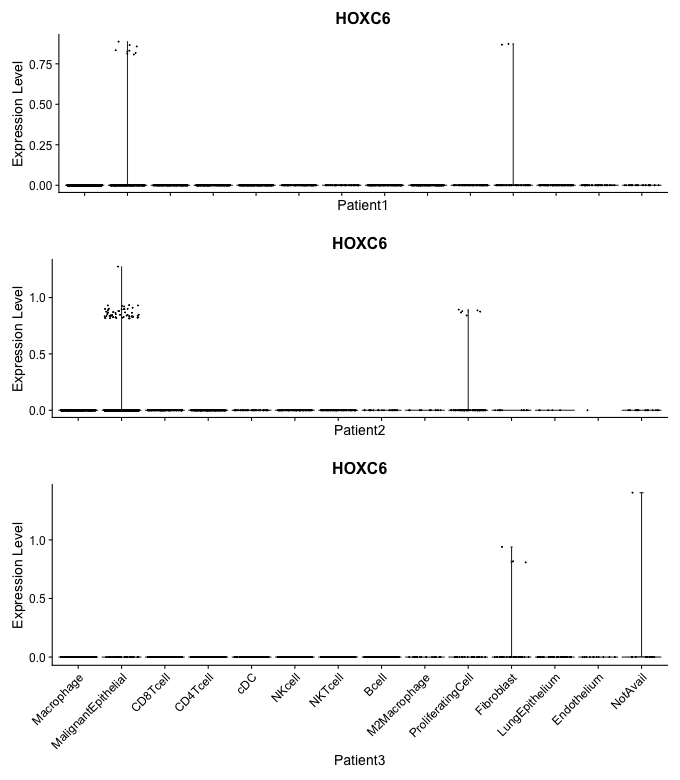 HOXC6
Expression Level
0.75
0.50
0.25
0.00
Patient1
HOXC6
Expression Level
1.0
0.5
0.0
Patient2
HOXC6
Expression Level
1.0
0.5
0.0
Macrophage
MalignantEpithelial
CD8Tcell
CD4Tcell
cDC
NKcell
NKTcell
Bcell
M2Macrophage
ProliferatingCell
Fibroblast
LungEpithelium
Endothelium
NotAvail
Patient3